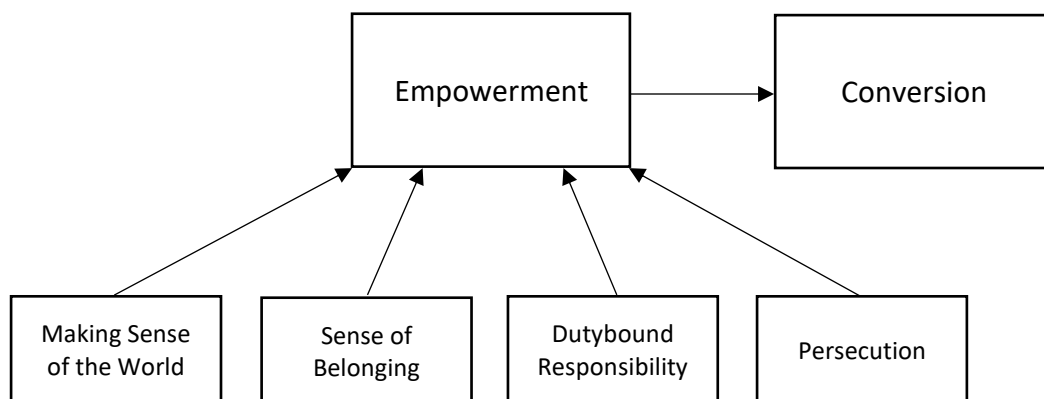 Empowerment
Conversion
Making Sense
of the World
Sense of
Belonging
Dutybound
Responsibility
Persecution